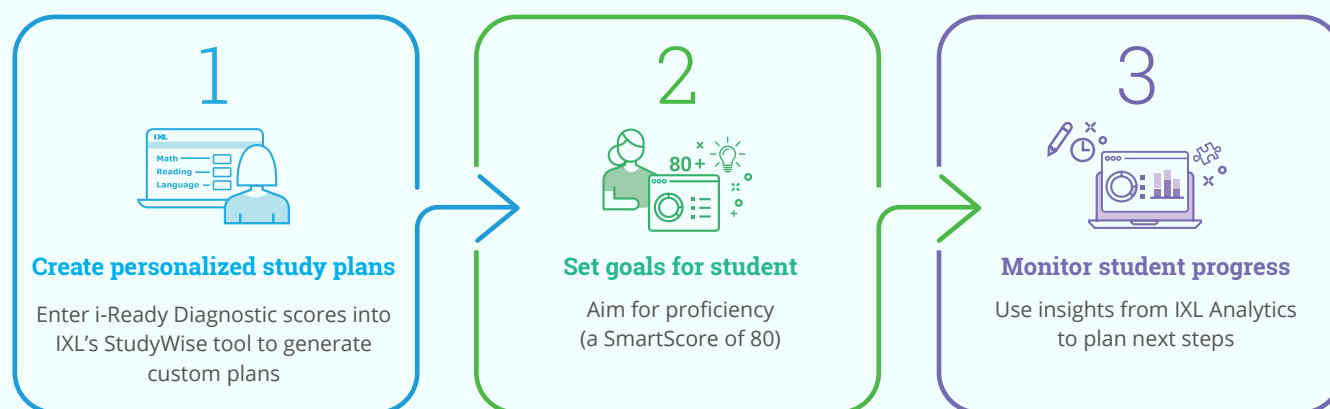 1
IXL
Math
Reading
Language
Create personalized study plans
Enter i-Ready Diagnostic scores into
IXL's StudyWise tool to generate
custom plans
2
80+
Set goals for student
Aim for proficiency
(a SmartScore of 80)
3
Monitor student progress
Use insights from IXL Analytics
to plan next steps